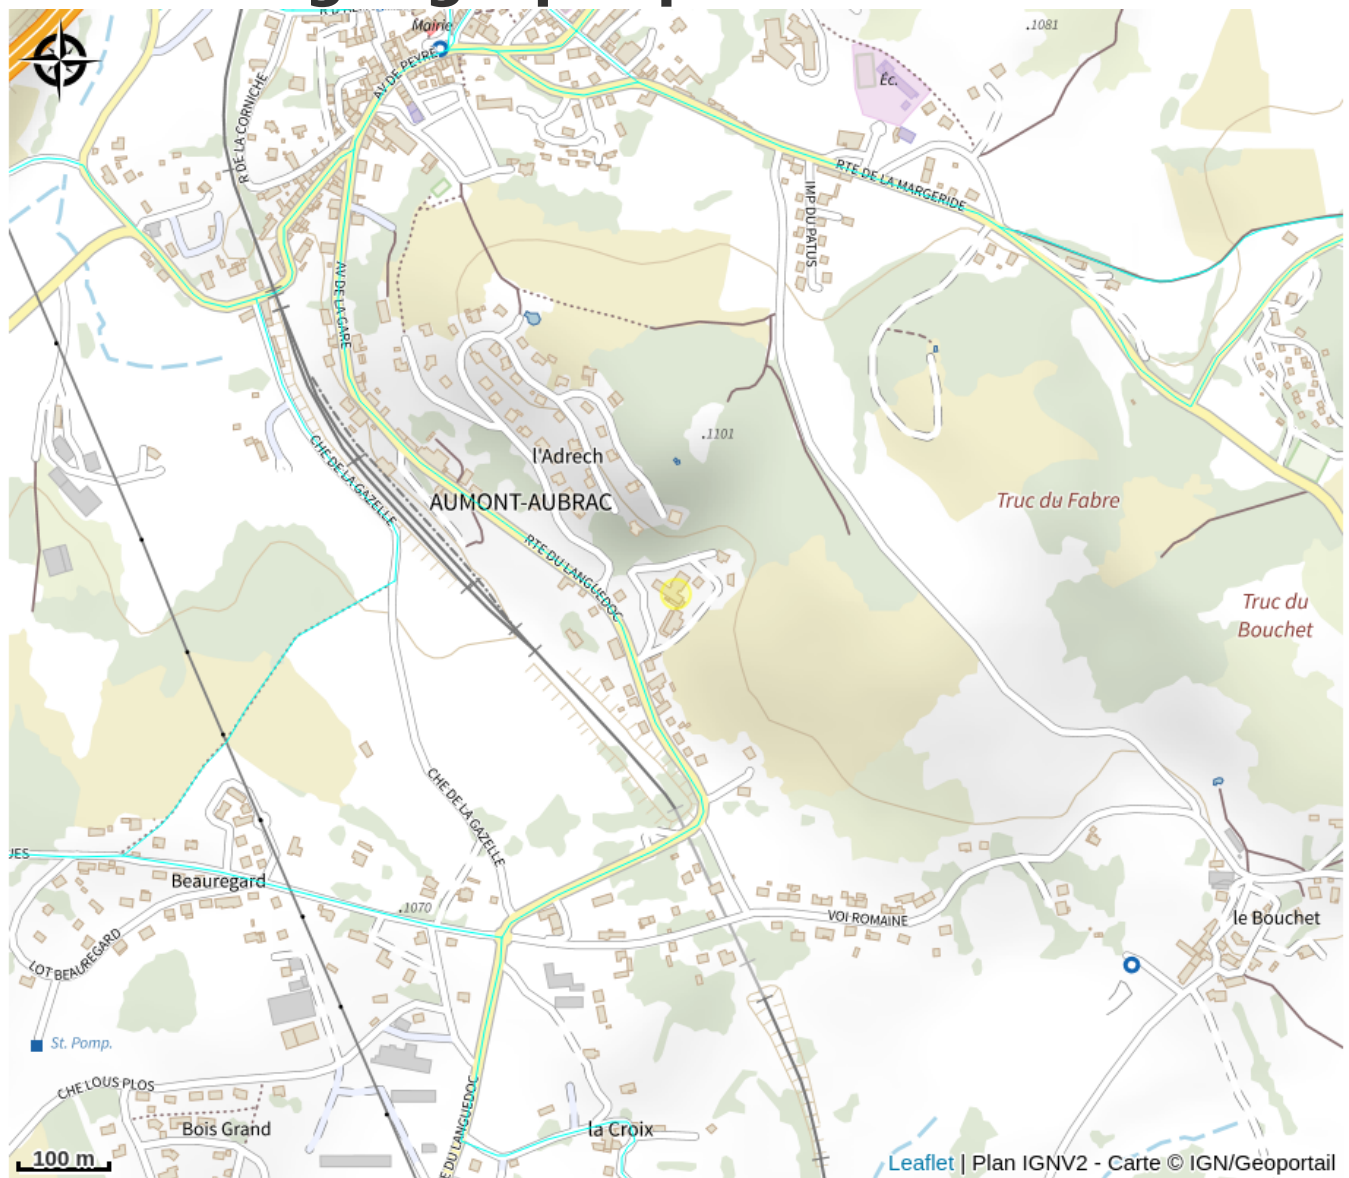 Mairie
.1081
AV DE PEYRE
Éc.
R DE LA CORNICHE
RTE DE LA MARGERIDE
IMP DU PATUS
AV DE LA GARE
.1101
l'Adrech
CHE DE LA GAZELLE
AUMONT-AUBRAC
Truc du Fabre
RTE DU LANGUEDOC
Truc du
Bouchet
CHE DE LA GAZELLE
UES
Beauregard
.1070
VOI ROMAINE
le Bouchet
LOT BEAUREGARD
St. Pomp.
CHE LOUS PLOS
Bois Grand
la Croix
E DU LANGUEDOC
100 m
Leaflet | Plan IGNV2 - Carte © IGN/Geoportail